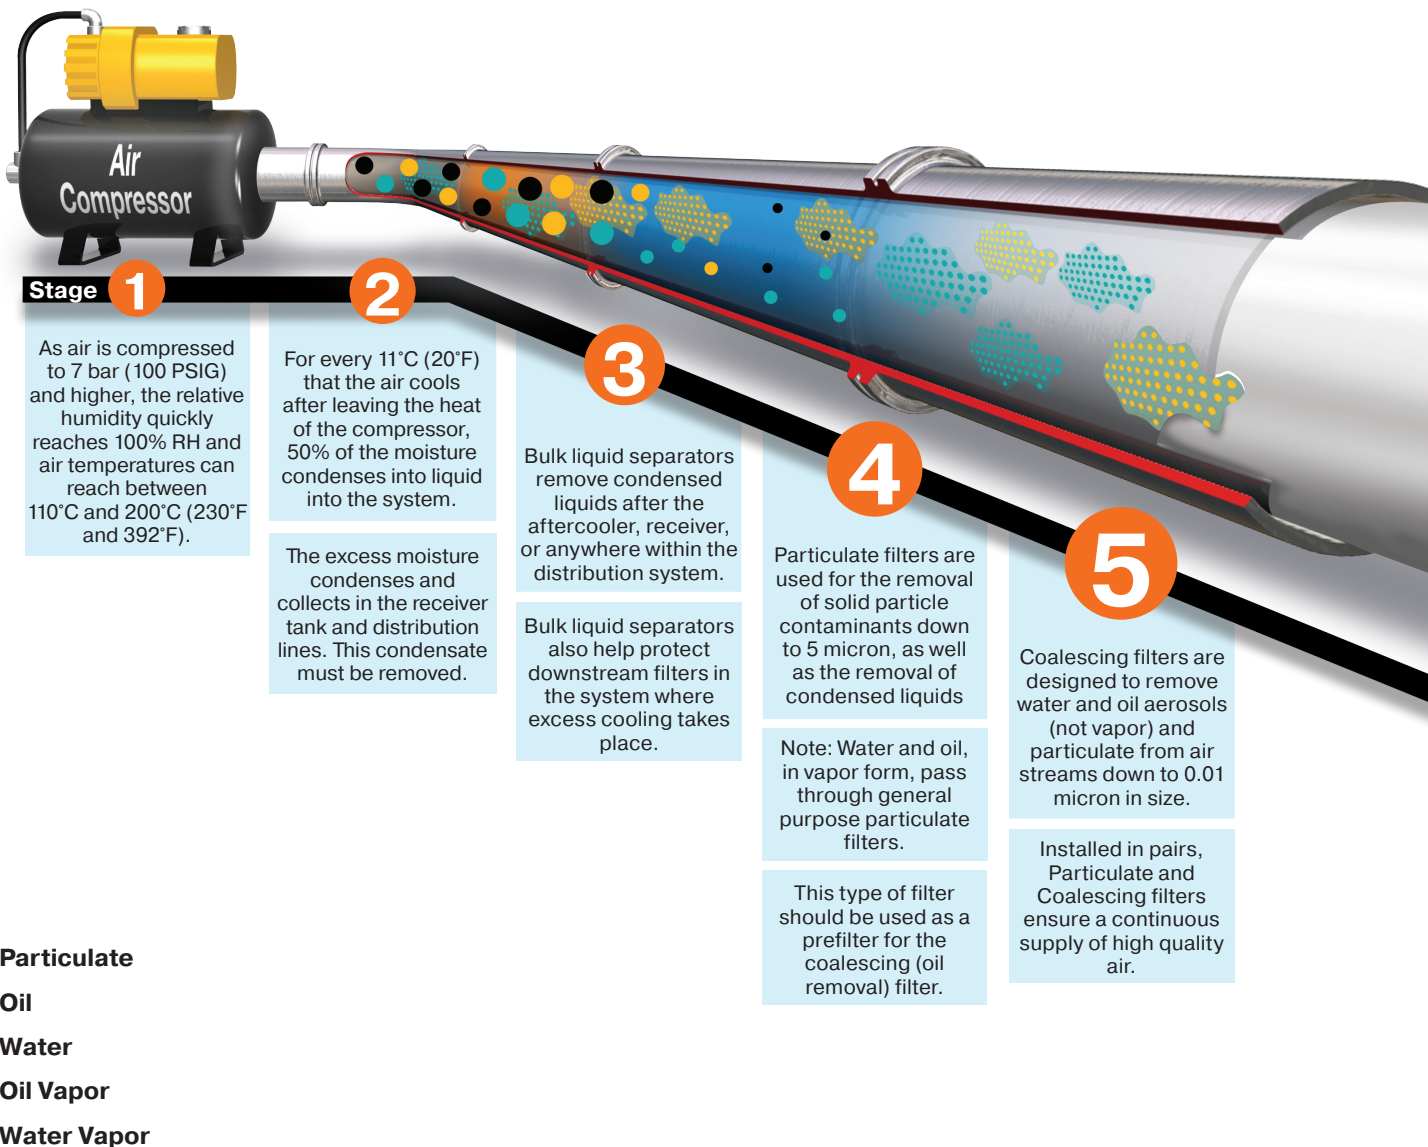 Air
Compressor
Stage 1
As air is compressed
to 7 bar (100 PSIG)
and higher, the relative
humidity quickly
reaches 100% RH and
air temperatures can
reach between
110°C and 200°C (230°F
and 392°F).
2
For every 11°C (20°F)
that the air cools
after leaving the heat
of the compressor,
50% of the moisture
condenses into liquid
into the system.
The excess moisture
condenses and
collects in the receiver
tank and distribution
lines. This condensate
must be removed.
3
Bulk liquid separators
remove condensed
liquids after the
aftercooler, receiver,
or anywhere within the
distribution system.
Bulk liquid separators
also help protect
downstream filters in
the system where
excess cooling takes
place.
4
Particulate filters are
used for the removal
of solid particle
contaminants down
to 5 micron, as well
as the removal of
condensed liquids
Note: Water and oil,
in vapor form, pass
through general
purpose particulate
filters.
This type of filter
should be used as a
prefilter for the
coalescing (oil
removal) filter.
5
Coalescing filters are
designed to remove
water and oil aerosols
(not vapor) and
particulate from air
streams down to 0.01
micron in size.
Installed in pairs,
Particulate and
Coalescing filters
ensure a continuous
supply of high quality
air.
Particulate
Oil
Water
Oil Vapor
Water Vapor